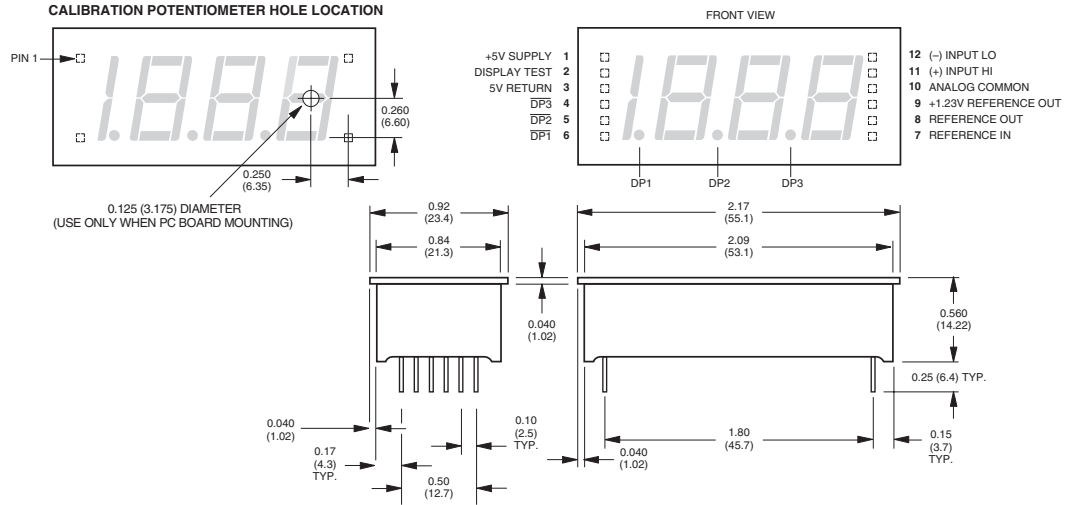 CALIBRATION POTENTIOMETER HOLE LOCATION
PIN 1
0.260
(6.60)
0.250
(6.35)
0.125 (3.175) DIAMETER
(USE ONLY WHEN PC BOARD MOUNTING)
FRONT VIEW
+5V SUPPLY 1
DISPLAY TEST 2
5V RETURN 3
D̅P̅3̅ 4
D̅P̅2̅ 5
D̅P̅1̅ 6
12 (–) INPUT LO
11 (+) INPUT HI
10 ANALOG COMMON
9 +1.23V REFERENCE OUT
8 REFERENCE OUT
7 REFERENCE IN
DP1 DP2 DP3
0.92
(23.4)
0.84
(21.3)
2.17
(55.1)
2.09
(53.1)
0.040
(1.02)
0.560
(14.22)
0.25 (6.4) TYP.
0.040
(1.02)
0.17
(4.3)
TYP.
0.50
(12.7)
0.10
(2.5)
TYP.
0.040
(1.02)
1.80
(45.7)
0.15
(3.7)
TYP.